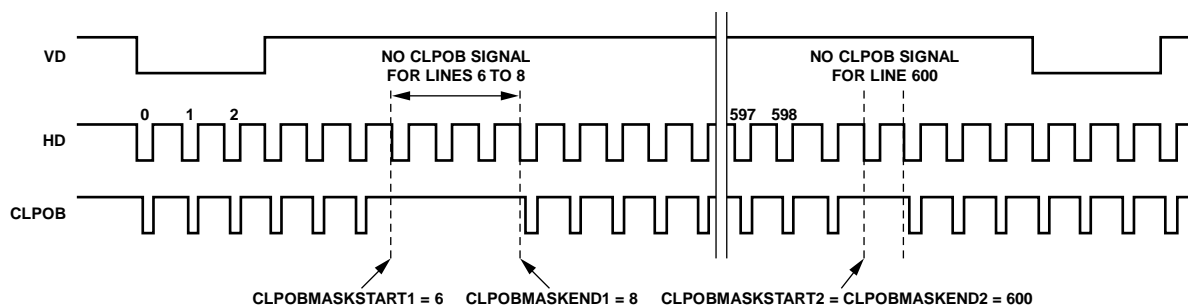 VD
NO CLPOB SIGNAL
FOR LINES 6 TO 8
NO CLPOB SIGNAL
FOR LINE 600
HD
0 1 2
597 598
CLPOB
CLPOBMASKSTART1 = 6
CLPOBMASKEND1 = 8
CLPOBMASKSTART2 = CLPOBMASKEND2 = 600